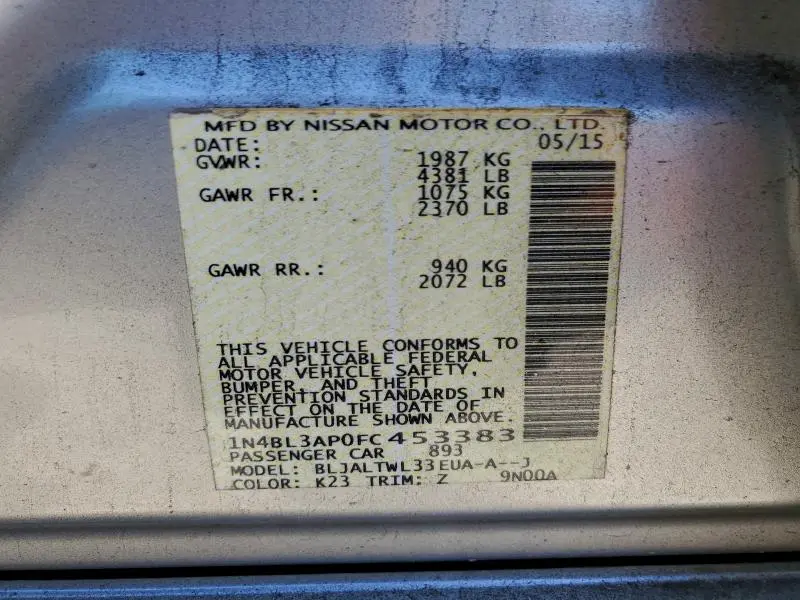 MFD BY NISSAN MOTOR CO., LTD.
DATE: 05/15
GVWR: 1987 KG
4381 LB
GAWR FR.: 1075 KG
2370 LB
GAWR RR.: 940 KG
2072 LB
THIS VEHICLE CONFORMS TO
ALL APPLICABLE FEDERAL
MOTOR VEHICLE SAFETY,
BUMPER, AND THEFT
PREVENTION STANDARDS IN
EFFECT ON THE DATE OF
MANUFACTURE SHOWN ABOVE.
1N4BL3AP0FC453383
PASSENGER CAR 893
MODEL: BLJALTWL33EUA-A--J
COLOR: K23 TRIM: Z 9N00A